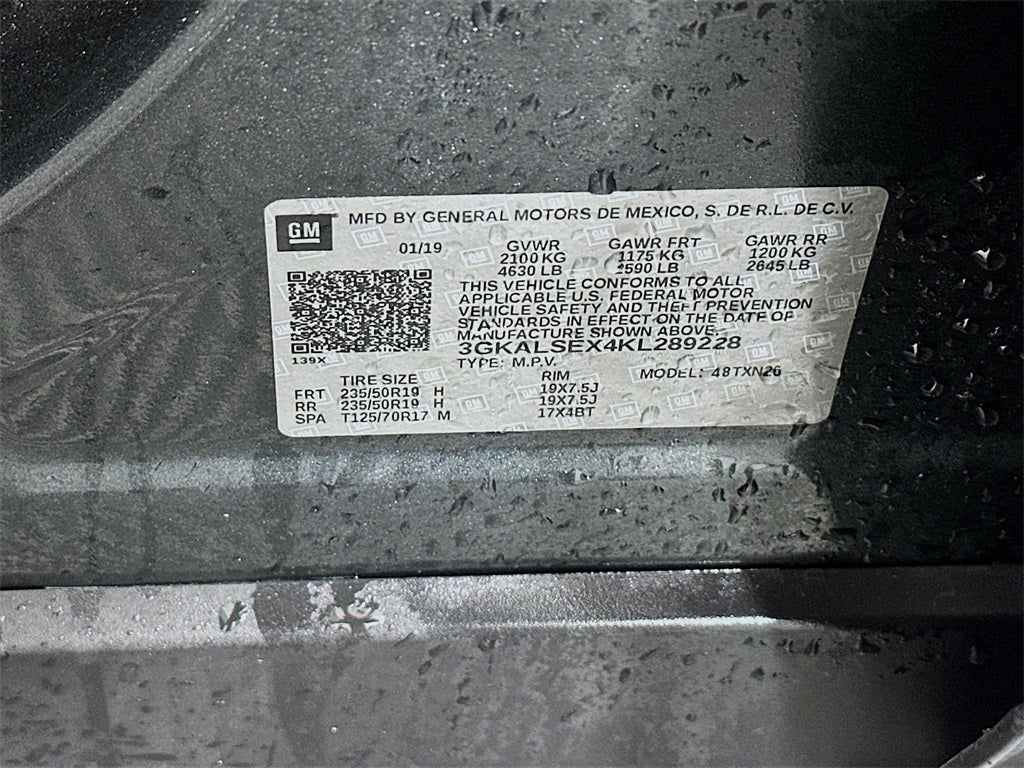 GM
MFD BY GENERAL MOTORS DE MEXICO, S. DE R.L. DE C.V.
01/19 GVWR GAWR FRT GAWR RR
2100 KG 1175 KG 1200 KG
4630 LB 2590 LB 2645 LB
THIS VEHICLE CONFORMS TO ALL
APPLICABLE U.S. FEDERAL MOTOR
VEHICLE SAFETY AND THEFT PREVENTION
STANDARDS IN EFFECT ON THE DATE OF
MANUFACTURE SHOWN ABOVE.
3GKALSEX4KL289228
139X
TYPE: M.P.V. MODEL: 48TXN26
TIRE SIZE RIM
FRT 235/50R19 H 19X7.5J
RR 235/50R19 H 19X7.5J
SPA T125/70R17 M 17X4BT